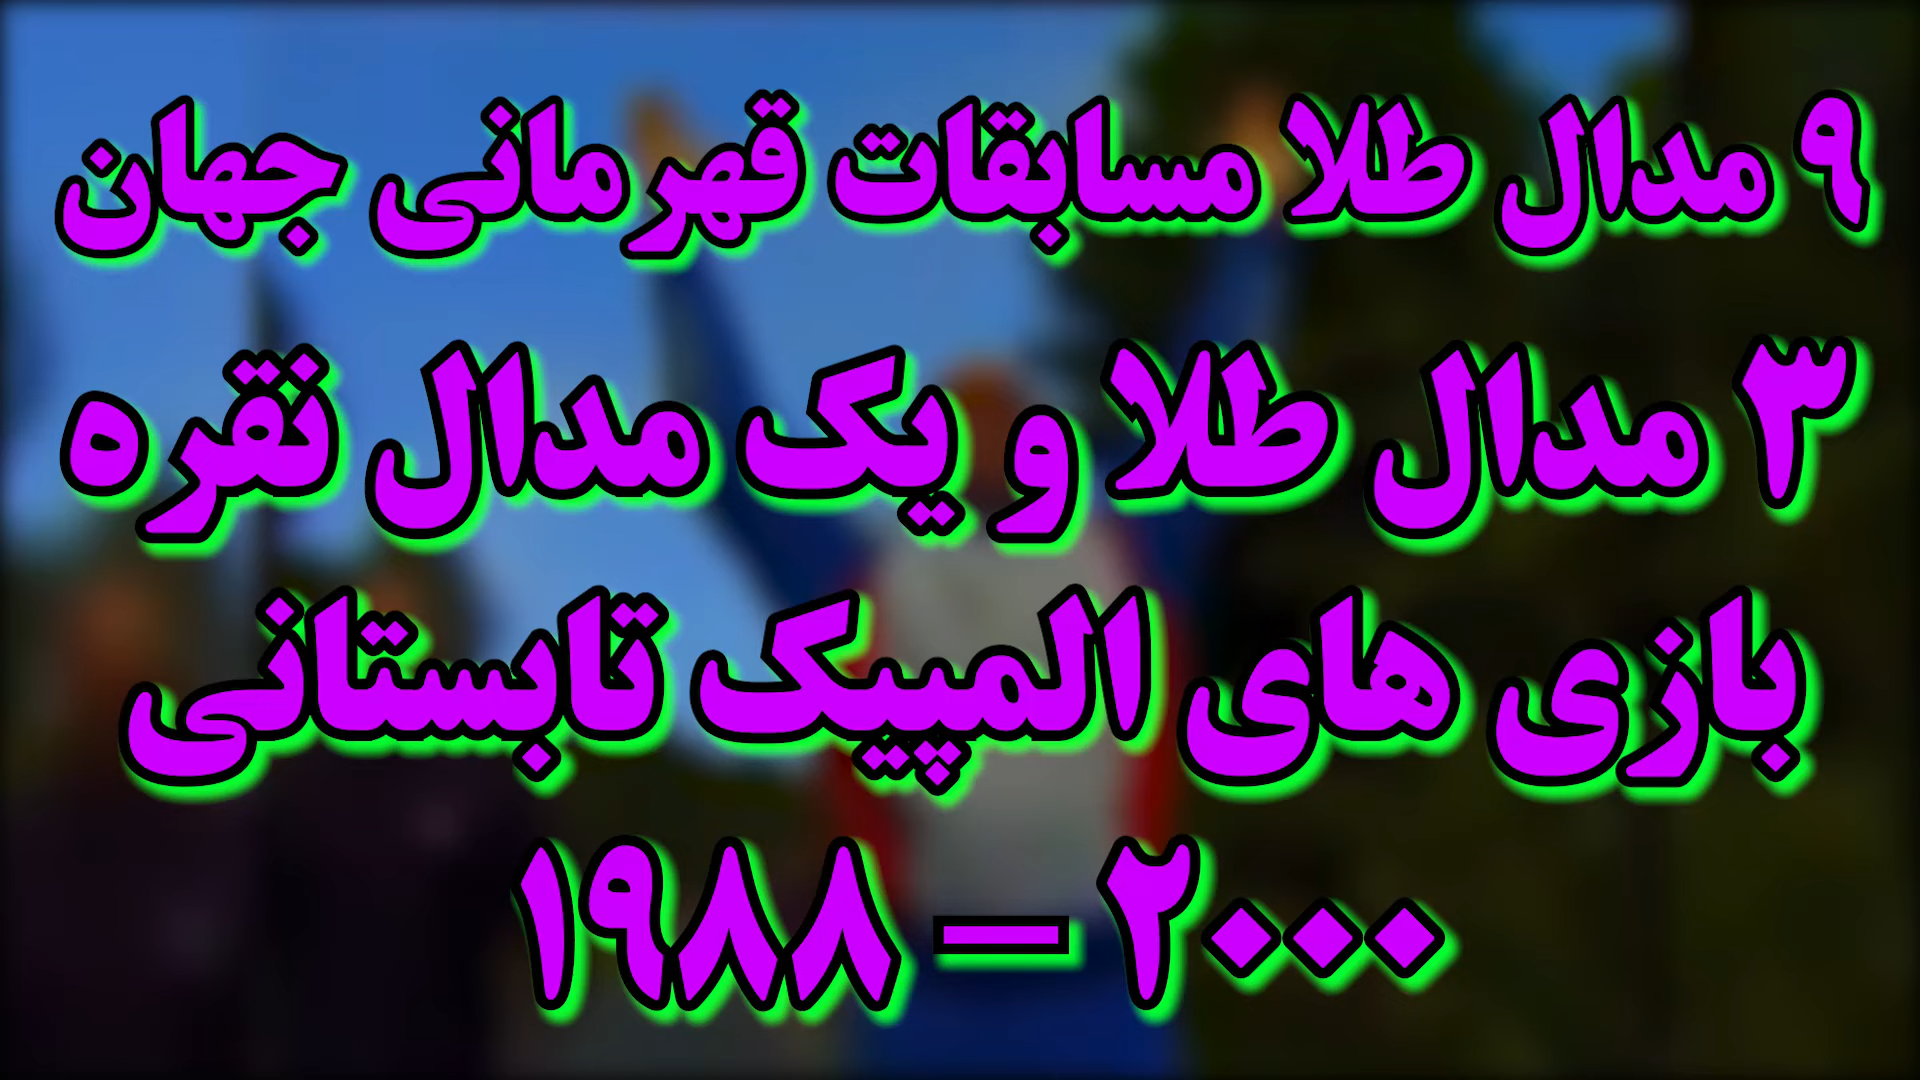 ۹ مدال طلا مسابقات قهرمانی جهان
۳ مدال طلا و یک مدال نقره
بازی های المپیک تابستانی
۱۹۸۸ – ۲۰۰۰